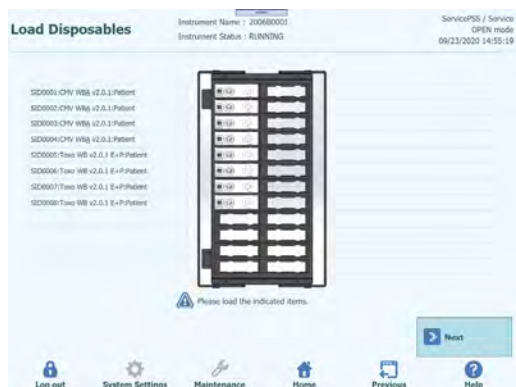 Load Disposables
Instrument Name : 200680001
Instrument Status : RUNNING
ServicePSS / Service
OPEN mode
09/23/2020 14:55:19
SID0001:CMV WBA v2.0.1:Patient
SID0002:CMV WBA v2.0.1:Patient
SID0003:CMV WBA v2.0.1:Patient
SID0004:CMV WBA v2.0.1:Patient
SID0005:Toxo WB v2.0.1 E+P:Patient
SID0006:Toxo WB v2.0.1 E+P:Patient
SID0007:Toxo WB v2.0.1 E+P:Patient
SID0008:Toxo WB v2.0.1 E+P:Patient
Please load the indicated items.
Next
Log out
System Settings
Maintenance
Home
Previous
Help